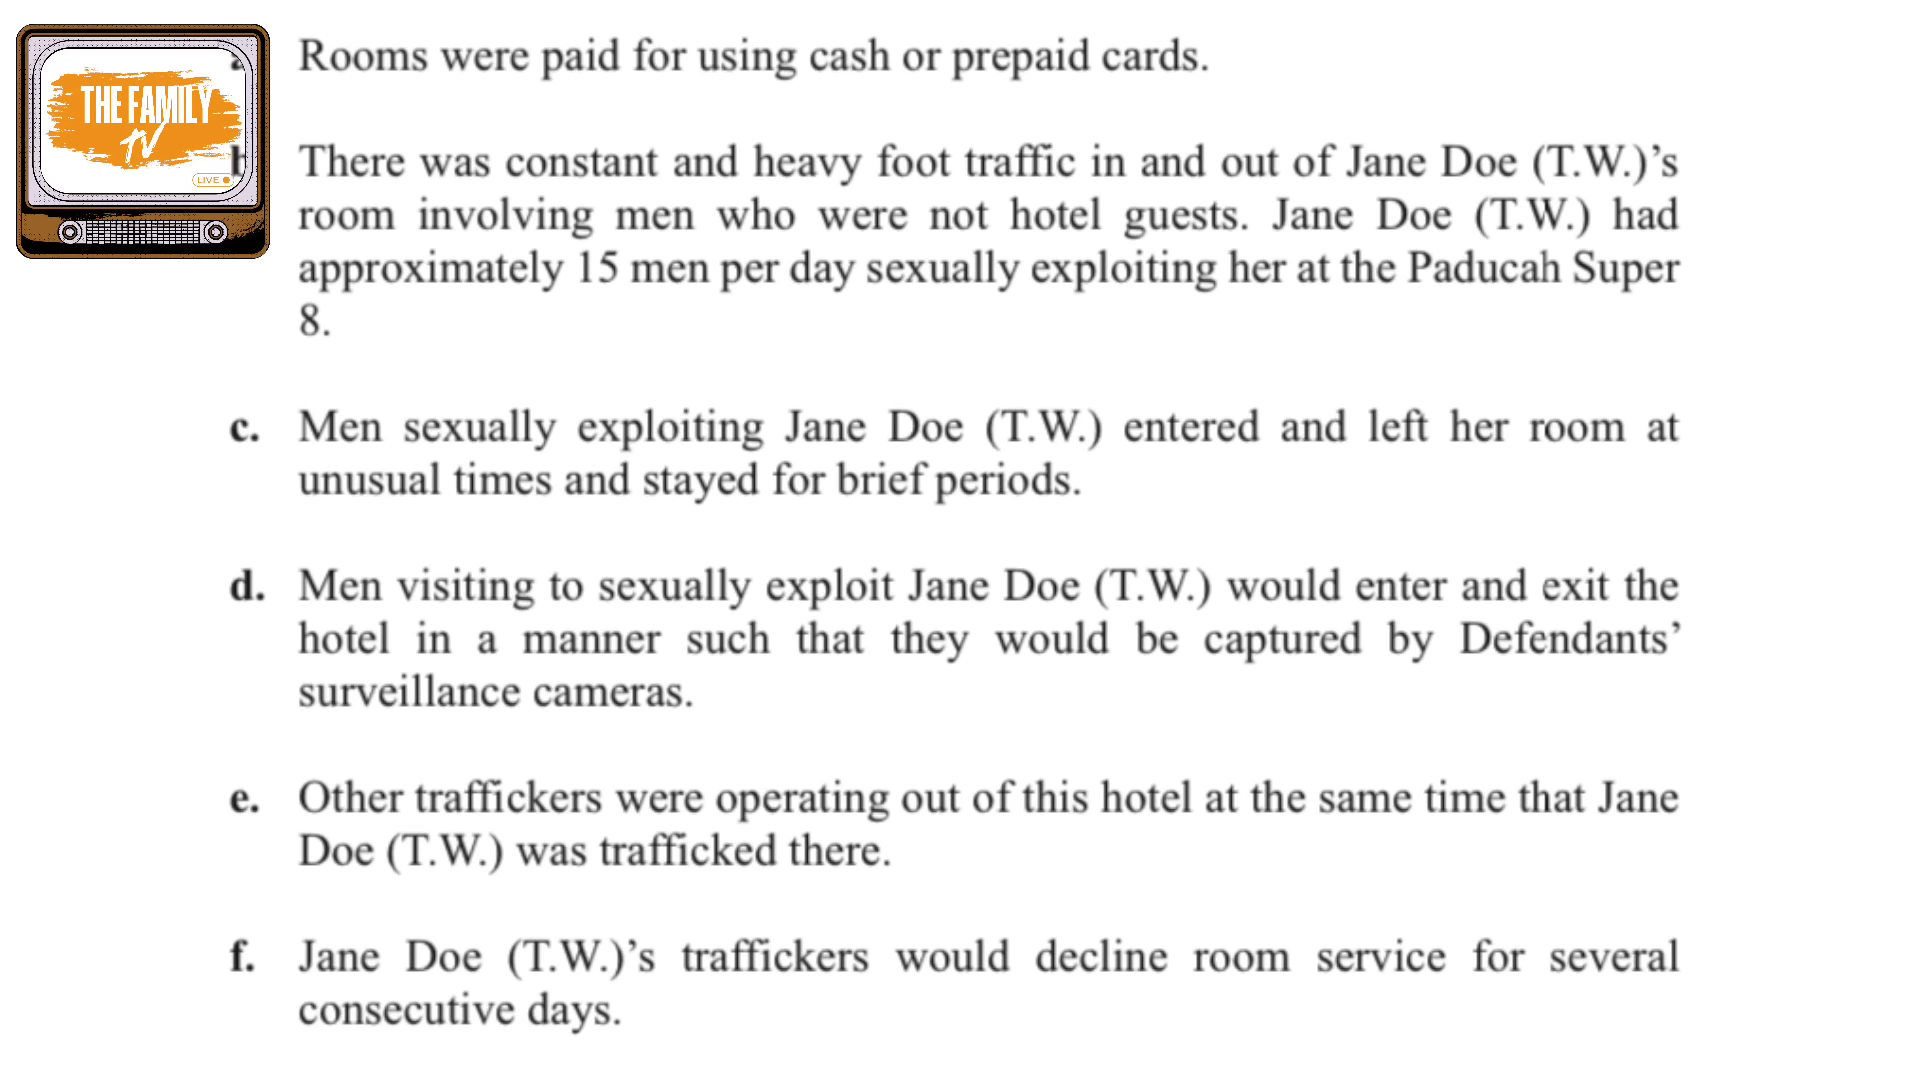 THE FAMILY
tv
LIVE
Rooms were paid for using cash or prepaid cards.
There was constant and heavy foot traffic in and out of Jane Doe (T.W.)’s
room involving men who were not hotel guests. Jane Doe (T.W.) had
approximately 15 men per day sexually exploiting her at the Paducah Super
8.
c. Men sexually exploiting Jane Doe (T.W.) entered and left her room at
unusual times and stayed for brief periods.
d. Men visiting to sexually exploit Jane Doe (T.W.) would enter and exit the
hotel in a manner such that they would be captured by Defendants’
surveillance cameras.
e. Other traffickers were operating out of this hotel at the same time that Jane
Doe (T.W.) was trafficked there.
f. Jane Doe (T.W.)’s traffickers would decline room service for several
consecutive days.